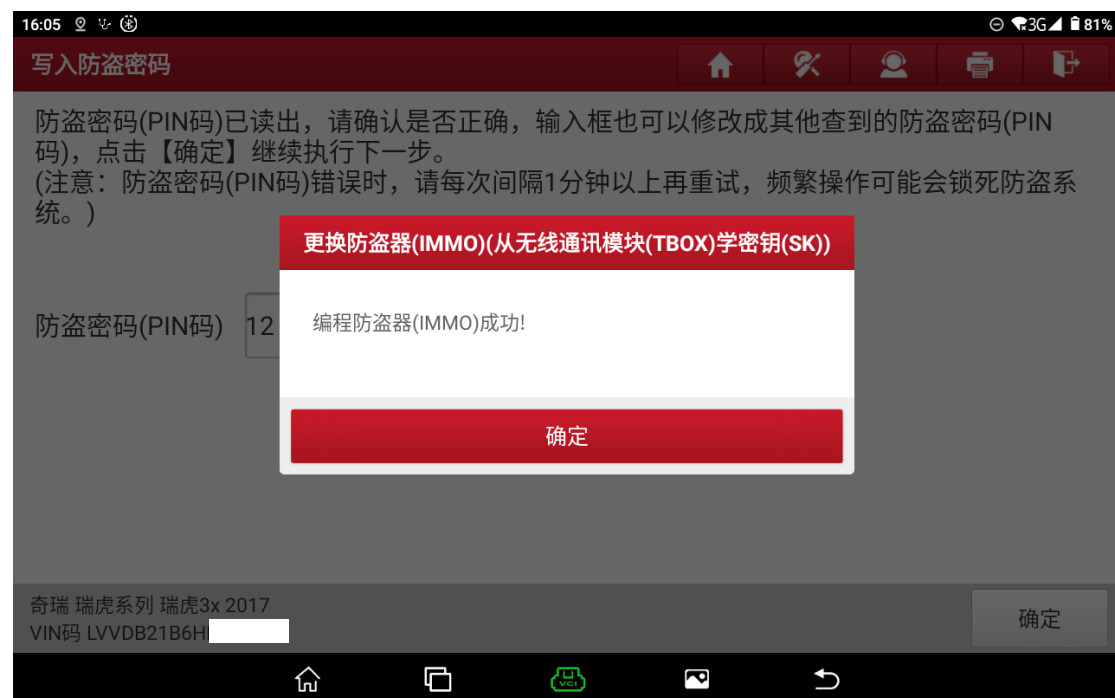 16:05
3G
81%
写入防盗密码
防盗密码(PIN码)已读出，请确认是否正确，输入框也可以修改成其他查到的防盗密码(PIN
码)，点击【确定】继续执行下一步。
(注意：防盗密码(PIN码)错误时，请每次间隔1分钟以上再重试，频繁操作可能会锁死防盗系
统。)
更换防盗器(IMMO)(从无线通讯模块(TBOX)学密钥(SK))
防盗密码(PIN码) 12
编程防盗器(IMMO)成功!
确定
奇瑞 瑞虎系列 瑞虎3x 2017
VIN码 LVVDB21B6H
确定
VCI